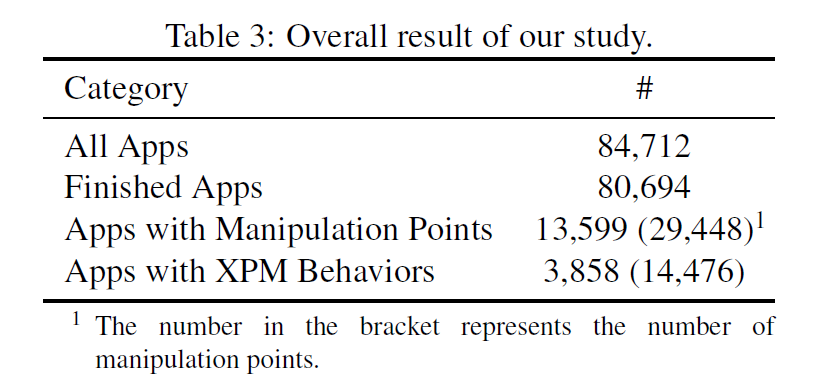 Table 3: Overall result of our study.
Category #
All Apps 84,712
Finished Apps 80,694
Apps with Manipulation Points 13,599 (29,448)¹
Apps with XPM Behaviors 3,858 (14,476)
¹ The number in the bracket represents the number of
manipulation points.